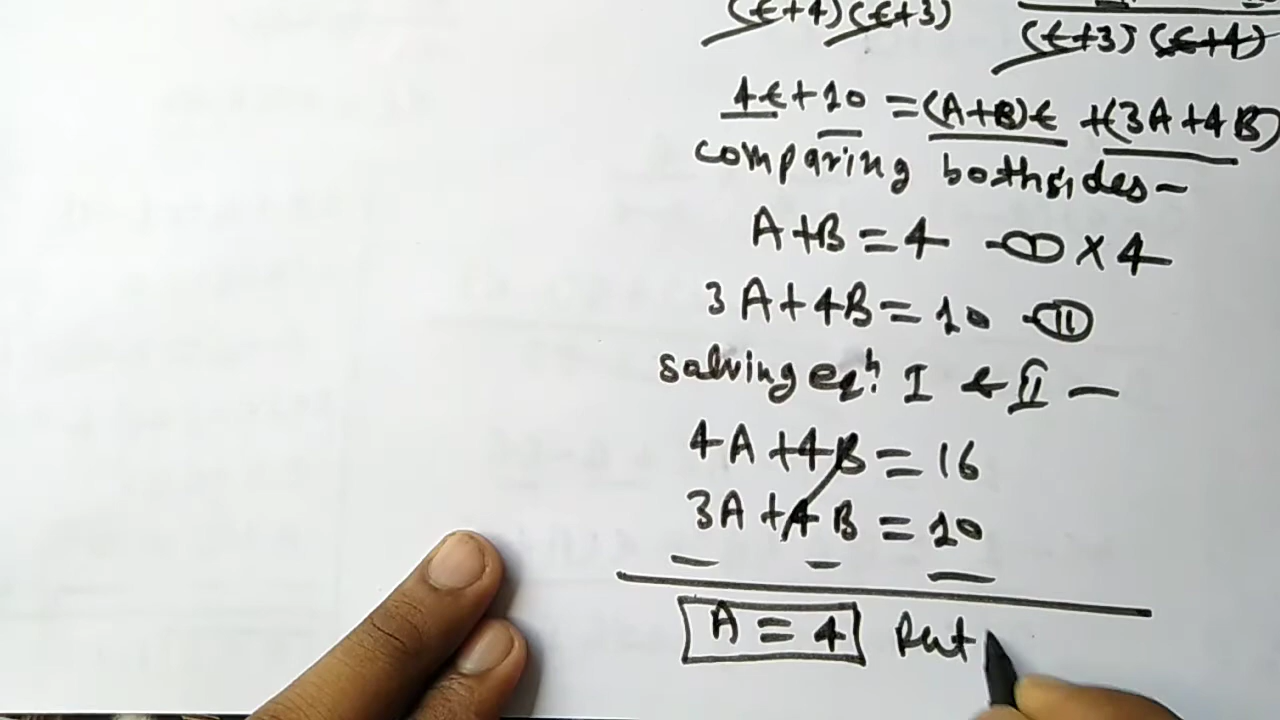 (t+4)(t+3) (t+3)(t+4)
4t+10 = (A+B)t + (3A+4B)
comparing bothsides-
A+B = 4 - I × 4
3A+4B = 10 - II
solving eqn. I & II -
4A+4B = 16
3A+4B = 10
- - -
A = 4 Put